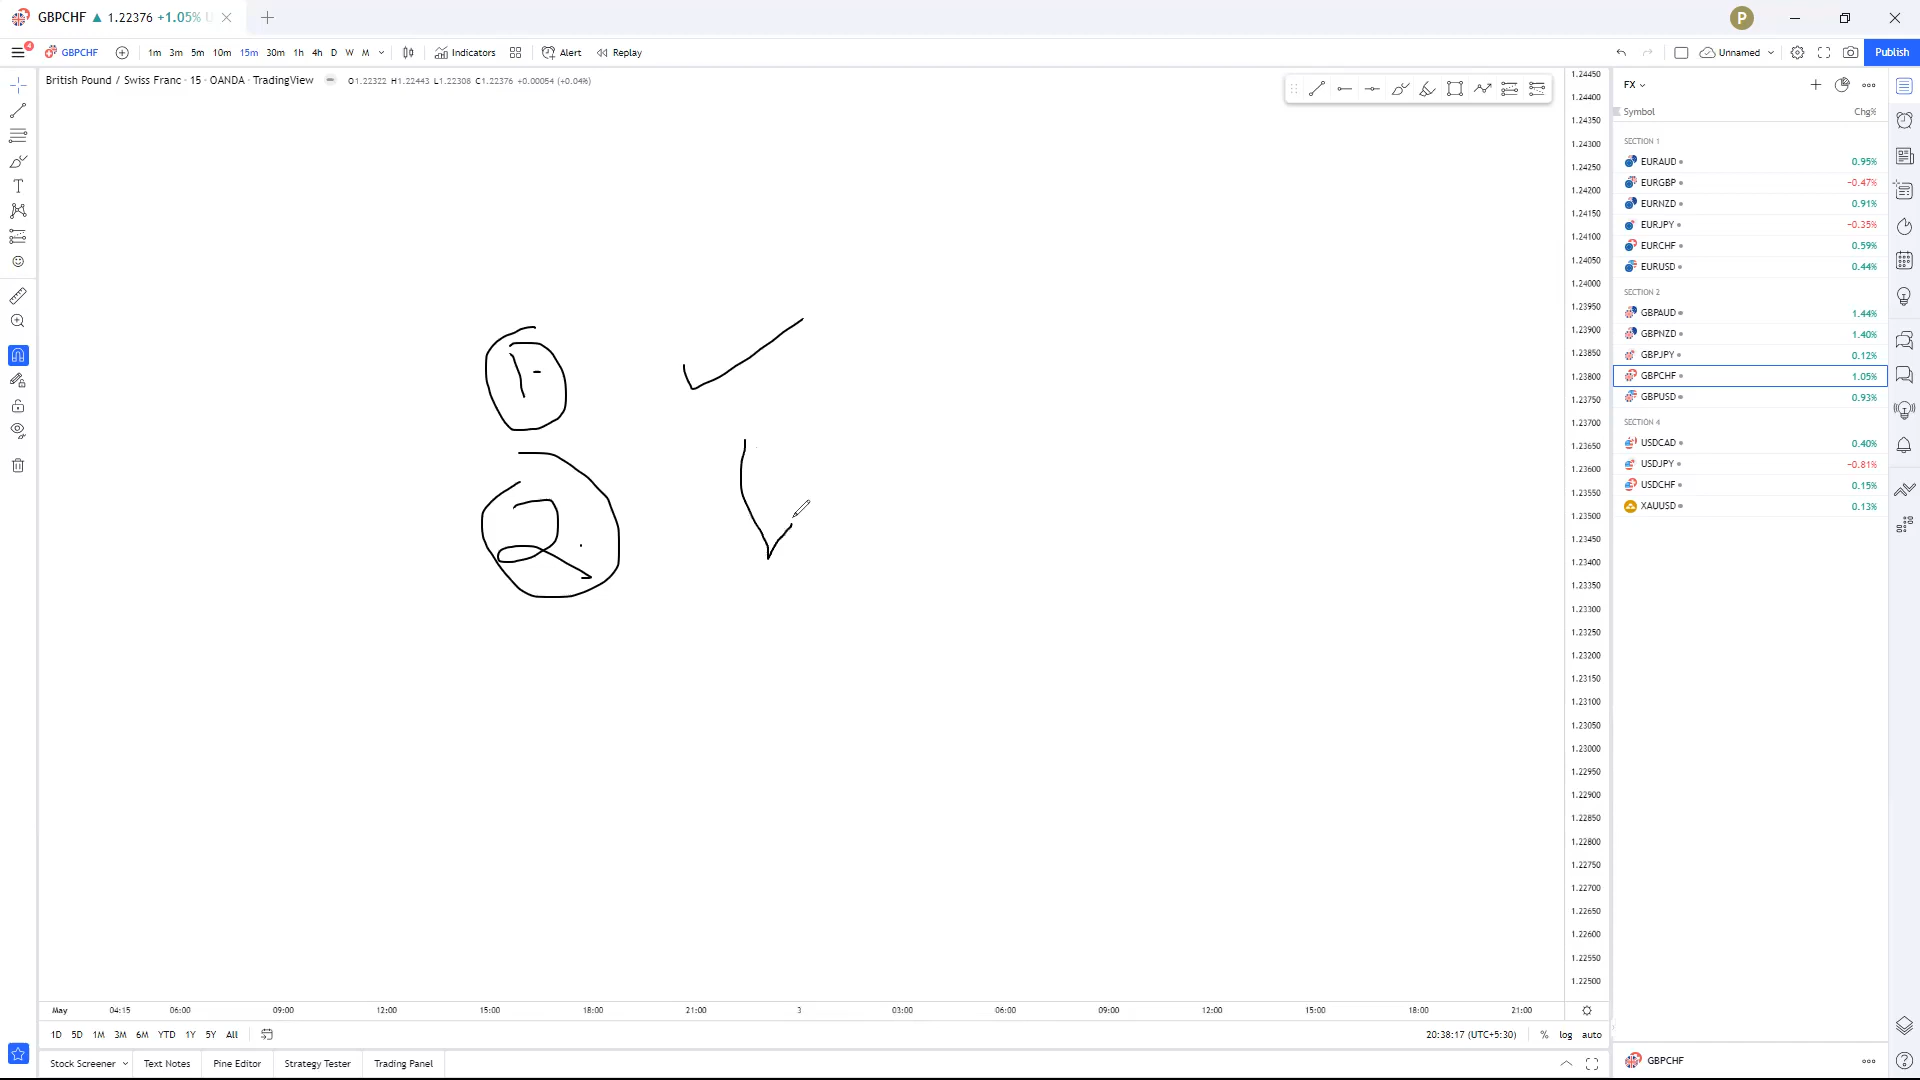 GBPCHF ▲ 1.22376 +1.05% U
P
4 GBPCHF 1m 3m 5m 10m 15m 30m 1h 4h D W M Indicators Alert Replay Unnamed Publish
British Pound / Swiss Franc · 15 · OANDA · TradingView O1.22322 H1.22443 L1.22308 C1.22376 +0.00054 (+0.04%)
1.24450
1.24400
1.24350
1.24300
1.24250
1.24200
1.24150
1.24100
1.24050
1.24000
1.23950
1.23900
1.23850
1.23800
1.23750
1.23700
1.23650
1.23600
1.23550
1.23500
1.23450
1.23400
1.23350
1.23300
1.23250
1.23200
1.23150
1.23100
1.23050
1.23000
1.22950
1.22900
1.22850
1.22800
1.22750
1.22700
1.22650
1.22600
1.22550
1.22500
2
FX
Symbol Chg%
SECTION 1
EURAUD 0.95%
EURGBP −0.47%
EURNZD 0.91%
EURJPY −0.35%
EURCHF 0.59%
EURUSD 0.44%
SECTION 2
GBPAUD 1.44%
GBPNZD 1.40%
GBPJPY 0.12%
GBPCHF 1.05%
GBPUSD 0.93%
SECTION 4
USDCAD 0.40%
USDJPY −0.81%
USDCHF 0.15%
XAUUSD 0.13%
May 04:15 06:00 09:00 12:00 15:00 18:00 21:00 3 03:00 06:00 09:00 12:00 15:00 18:00 21:00
1D 5D 1M 3M 6M YTD 1Y 5Y All 20:38:17 (UTC+5:30) % log auto
Stock Screener Text Notes Pine Editor Strategy Tester Trading Panel
GBPCHF